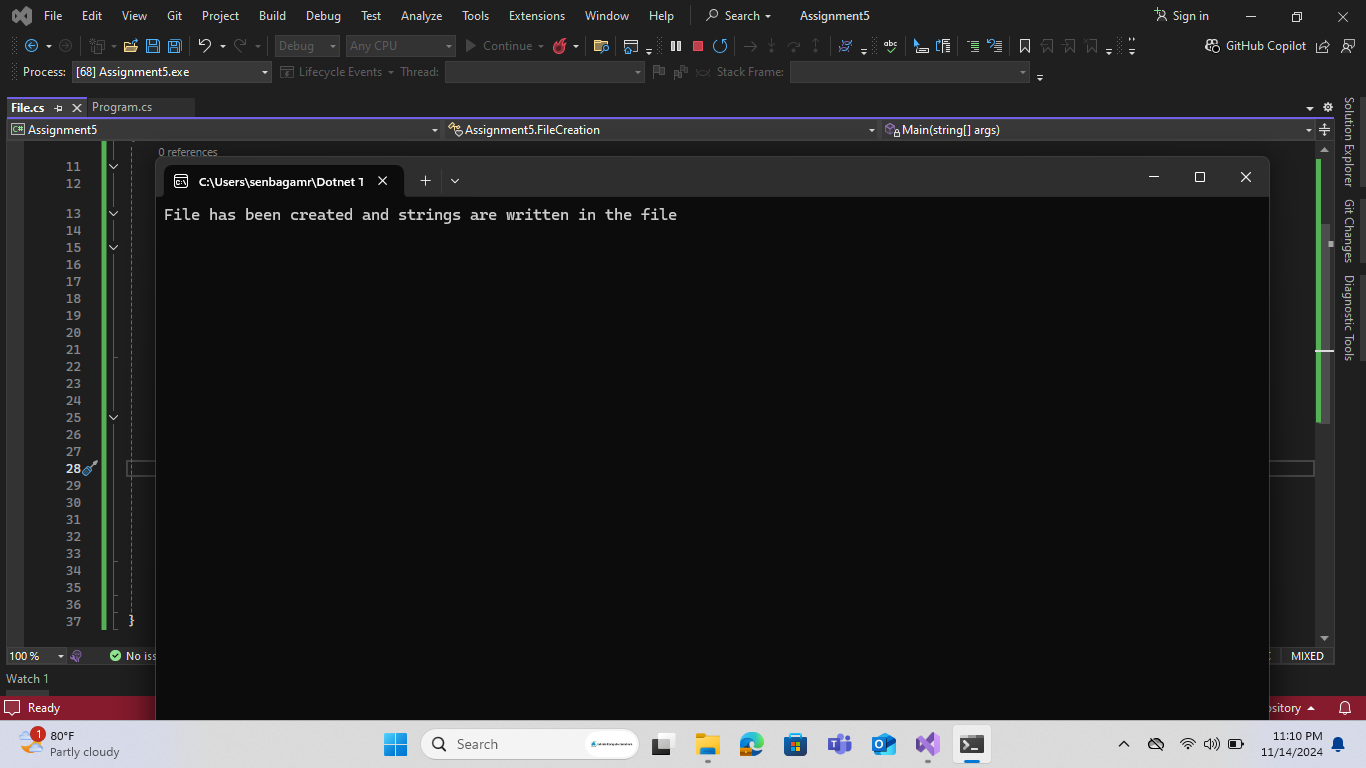 File Edit View Git Project Build Debug Test Analyze Tools Extensions Window Help Search Assignment5 Sign in
Debug Any CPU Continue GitHub Copilot
Process: [68] Assignment5.exe Lifecycle Events Thread: Stack Frame:
File.cs Program.cs
Assignment5 Assignment5.FileCreation Main(string[] args)
0 references
11
12
13
14
15
16
17
18
19
20
21
22
23
24
25
26
27
28
29
30
31
32
33
34
35
36
37 }
C:\Users\senbagamr\Dotnet T
File has been created and strings are written in the file
Solution Explorer
Git Changes
Diagnostic Tools
100 % No iss MIXED
Watch 1
Ready ository
1
80°F
Partly cloudy
Search
11:10 PM
11/14/2024